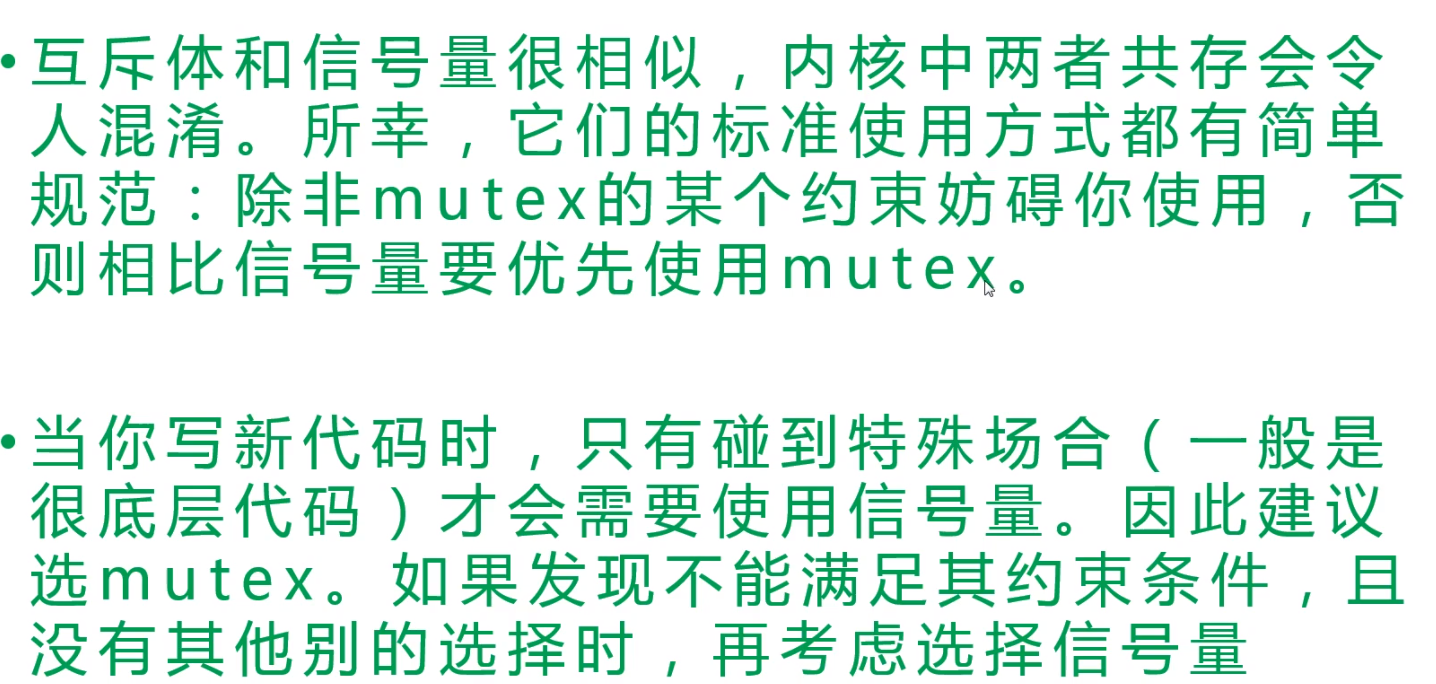 •互斥体和信号量很相似，内核中两者共存会令
人混淆。所幸，它们的标准使用方式都有简单
规范：除非mutex的某个约束妨碍你使用，否
则相比信号量要优先使用mutex。
•当你写新代码时，只有碰到特殊场合（一般是
很底层代码）才会需要使用信号量。因此建议
选mutex。如果发现不能满足其约束条件，且
没有其他别的选择时，再考虑选择信号量